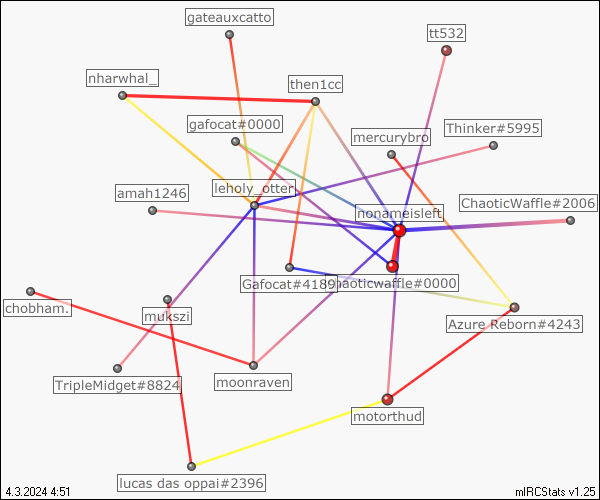 gateauxcatto
tt532
nharwhal_
then1cc
gafocat#0000
Thinker#5995
mercurybro
leholy_otter
amah1246
ChaoticWaffle#2006
nonameisleft
Gafocat#4189
haoticwaffle#0000
chobham.
mukszi
Azure Reborn#4243
TripleMidget#8824
moonraven
motorthud
lucas das oppai#2396
4.3.2024 4:51
mIRCStats v1.25